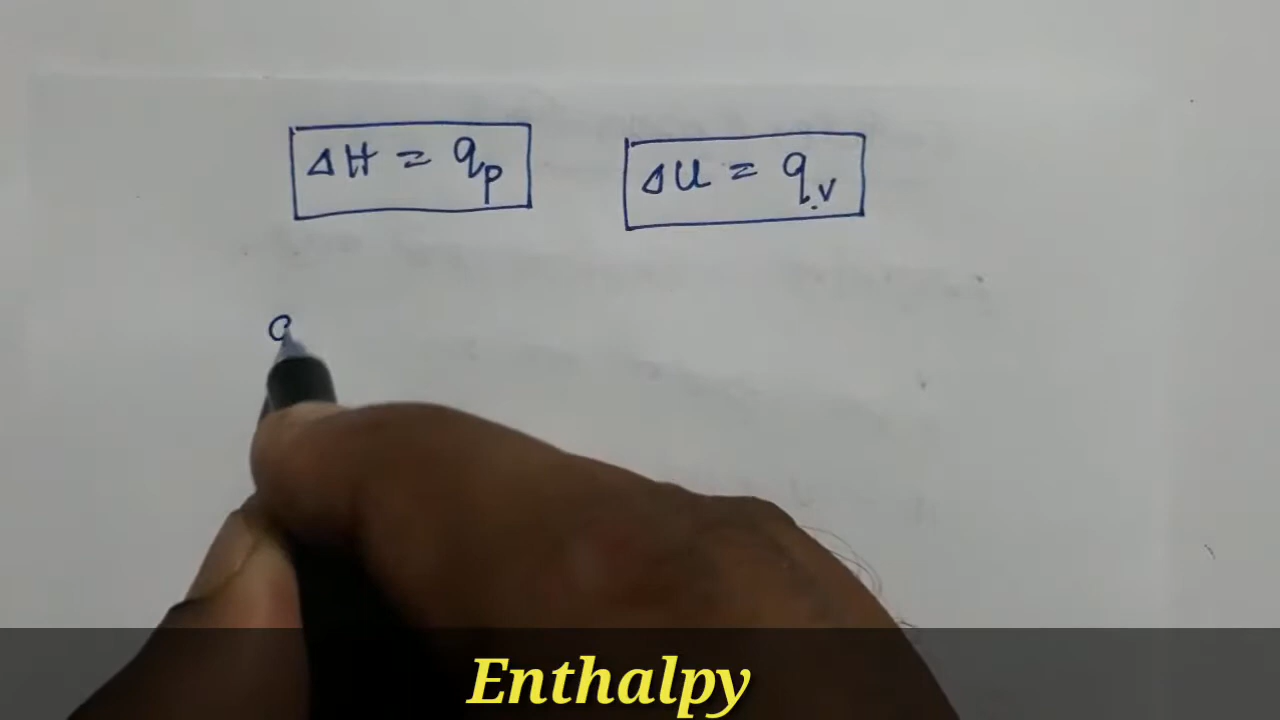 ΔH = qp ΔU = qv
Enthalpy